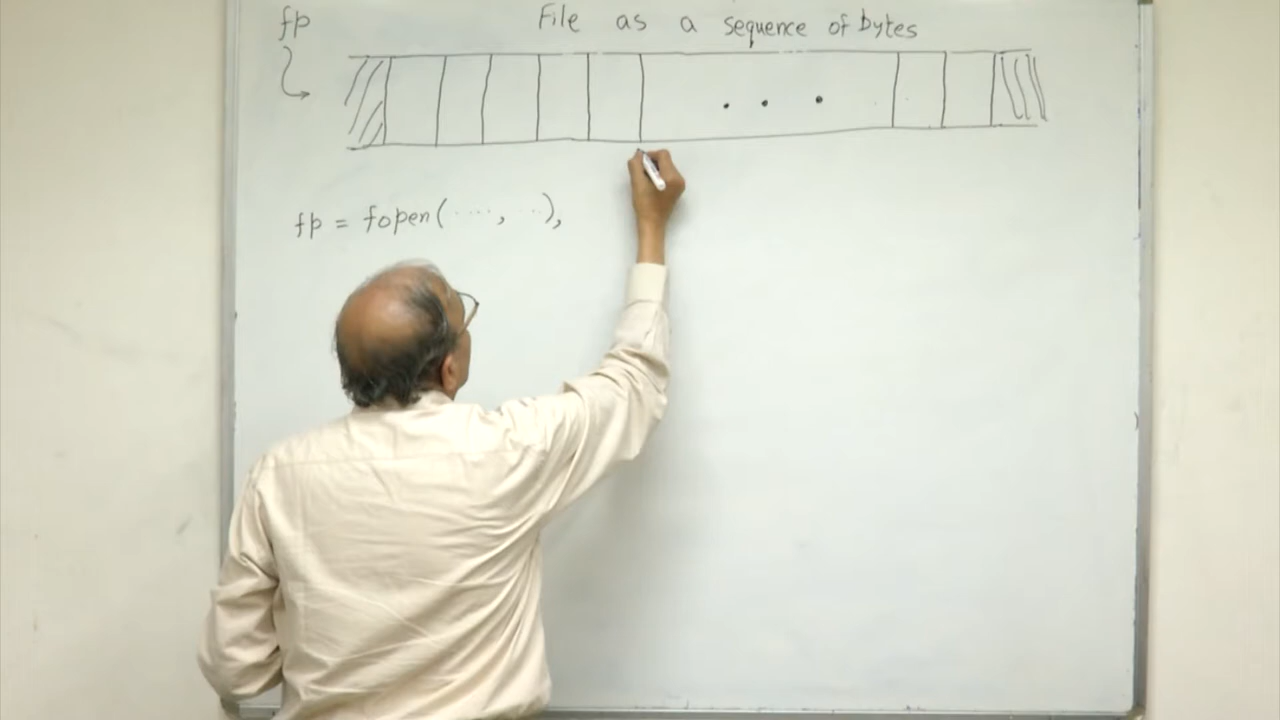 fp File as a sequence of bytes
fp = fopen(····, ··),